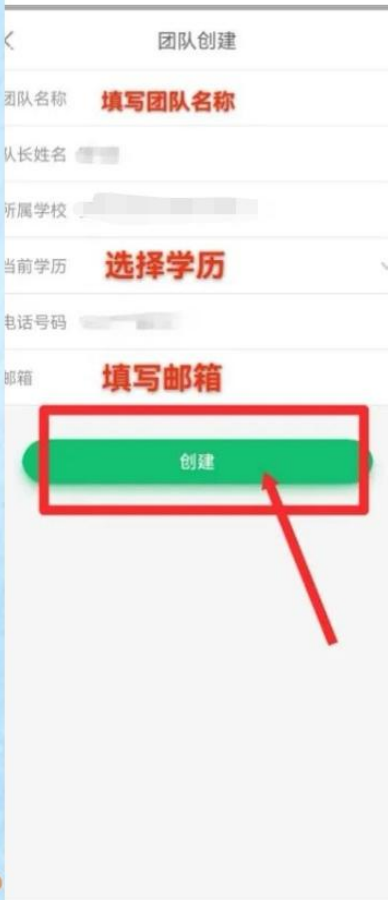 团队创建
团队名称 填写团队名称
队长姓名
所属学校
当前学历 选择学历
电话号码
邮箱 填写邮箱
创建